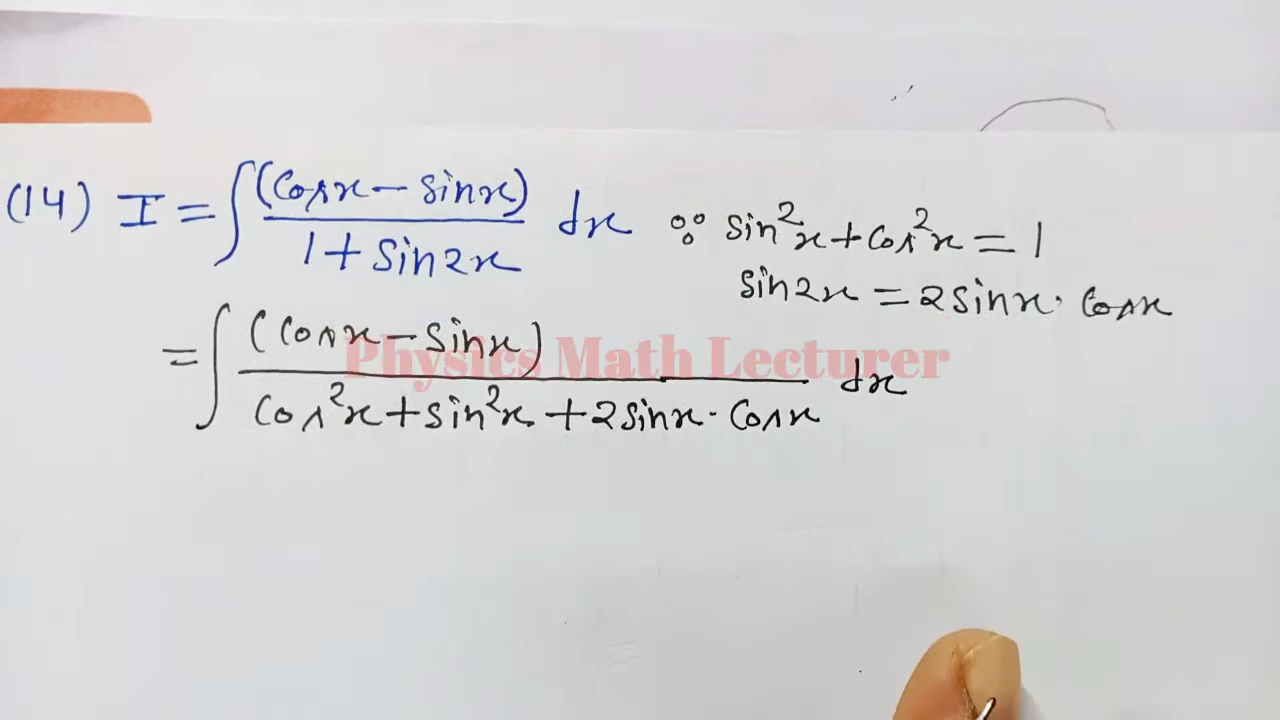 (14) I = ∫ (cosx − sinx) / 1 + sin2x dx ∵ sin²x + cos²x = 1
sin2x = 2sinx · cosx
= ∫ (cosx − sinx) / cos²x + sin²x + 2sinx · cosx dx
Physics Math Lecturer